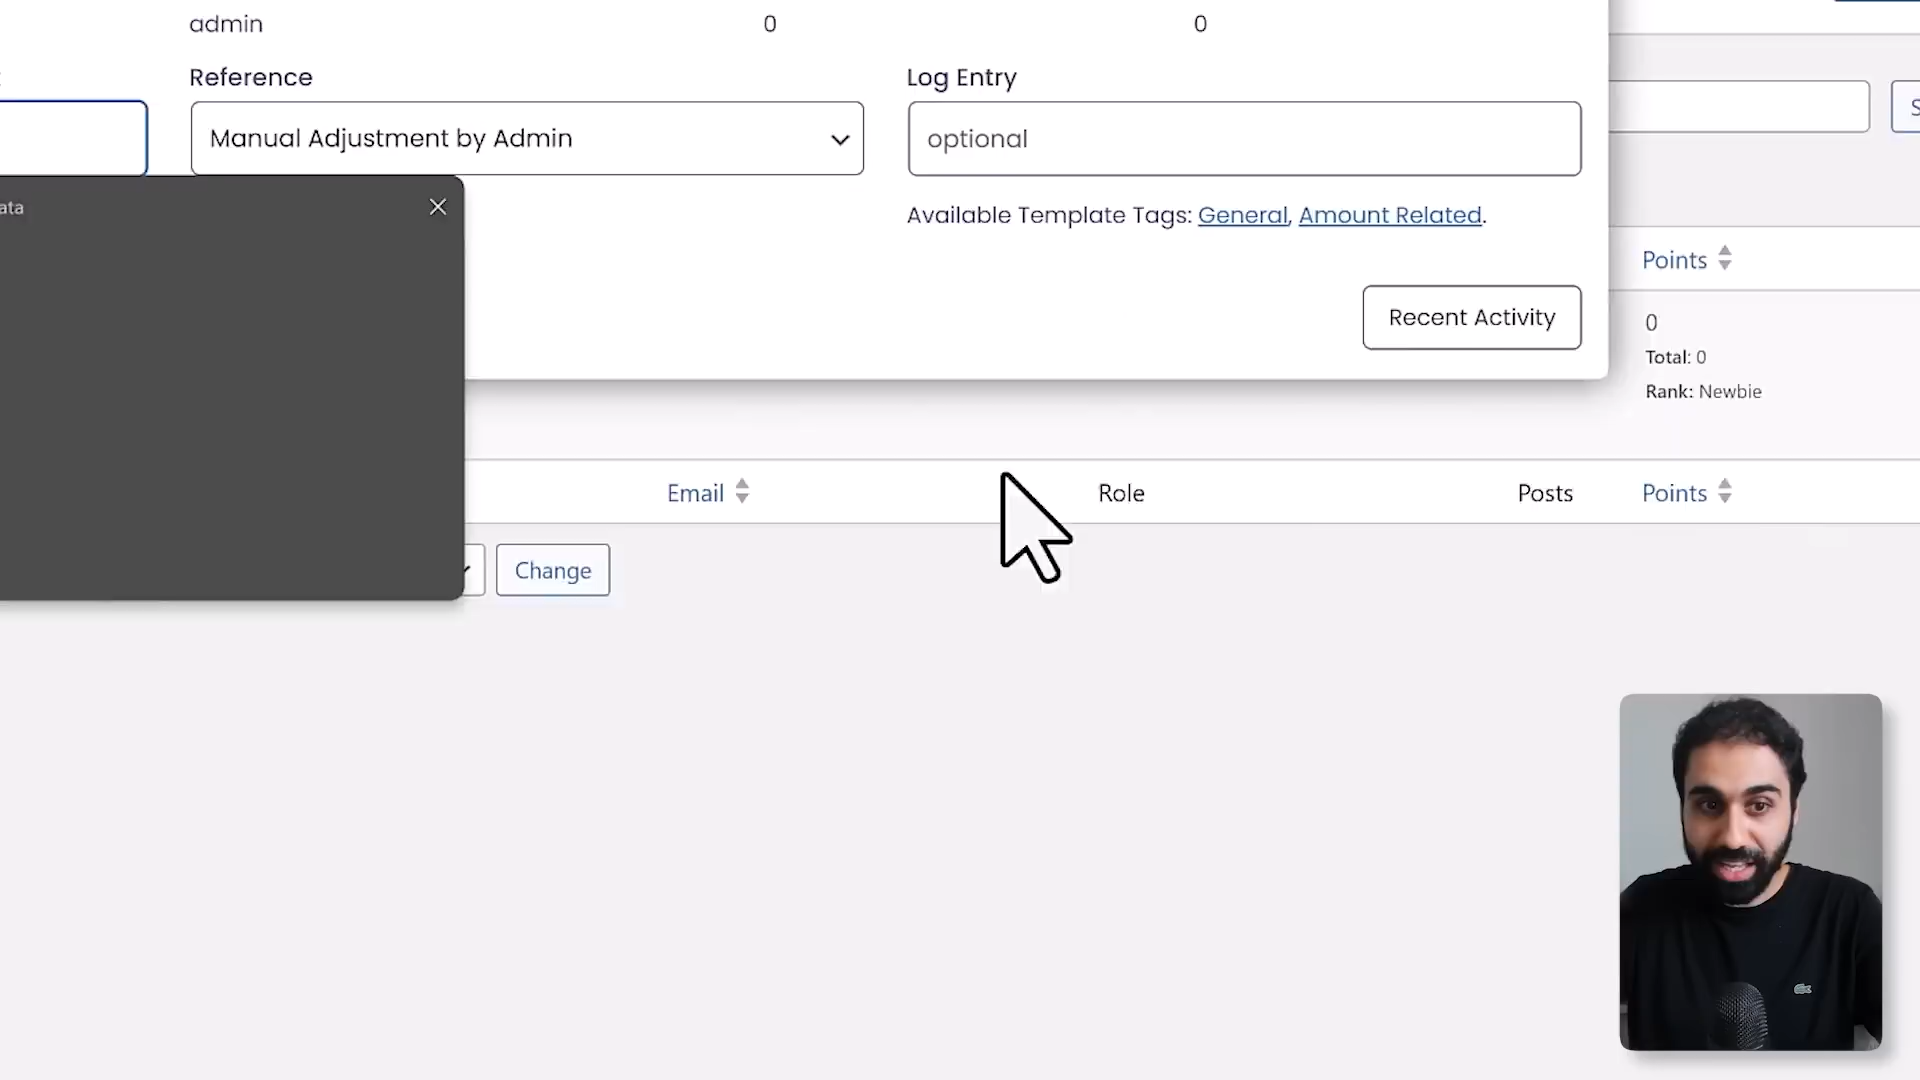 admin 0 0
Reference Log Entry
Manual Adjustment by Admin optional
ata
Available Template Tags: General, Amount Related.
Points
Recent Activity
0
Total: 0
Rank: Newbie
Email Role Posts Points
Change